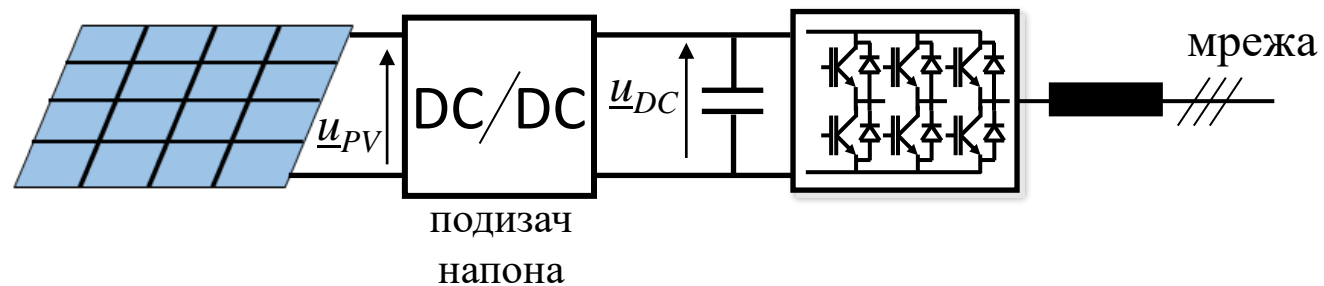 мрежа
u_PV
DC/DC
u_DC
подизач
напона